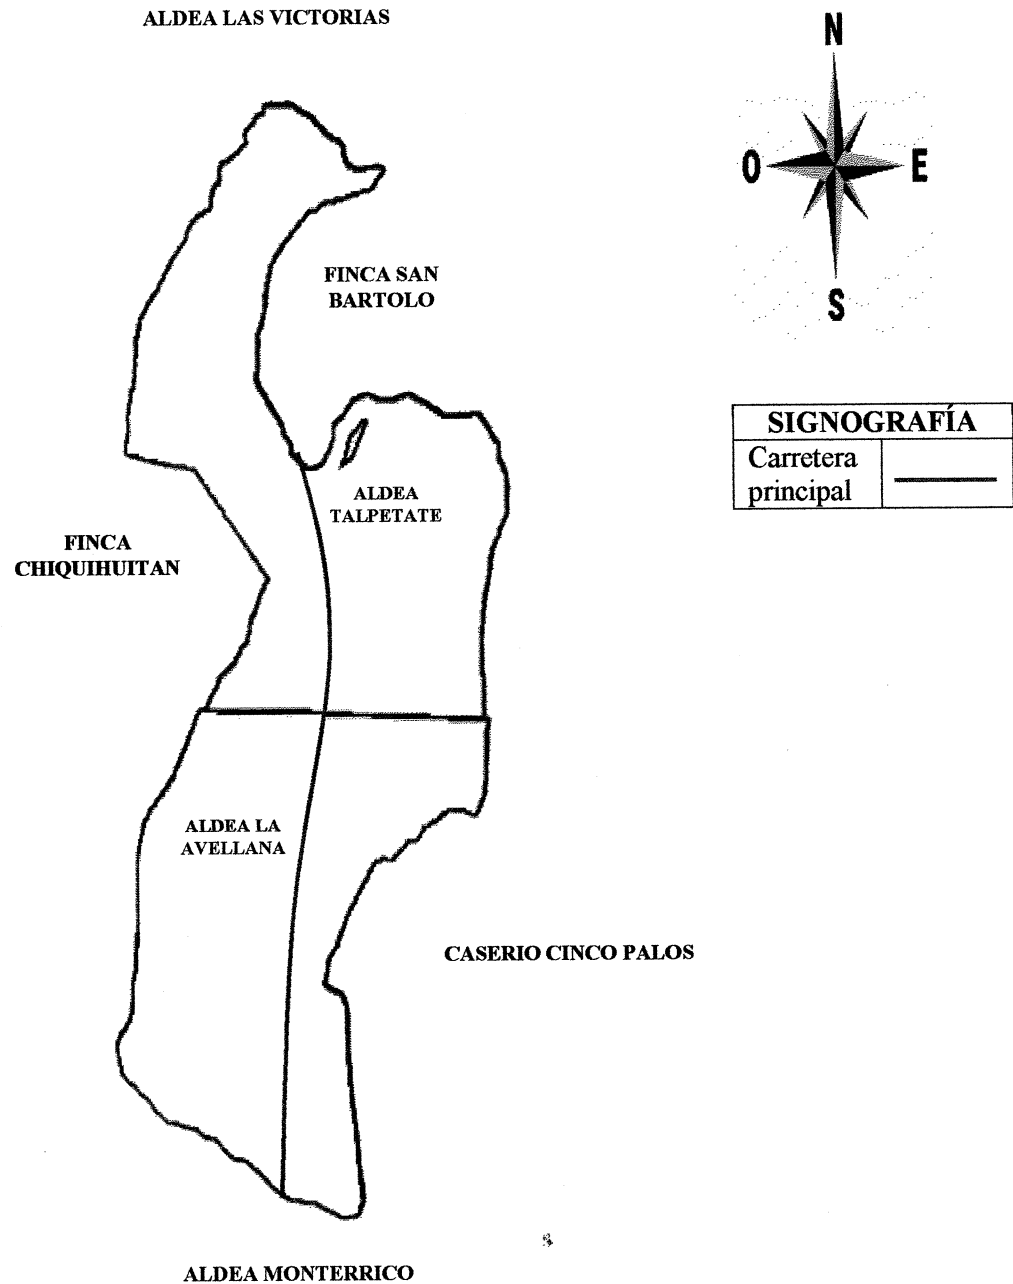 ALDEA LAS VICTORIAS
N
O
E
S
FINCA SAN
BARTOLO
SIGNOGRAFÍA
Carretera
principal
ALDEA
TALPETATE
FINCA
CHIQUIHUITAN
ALDEA LA
AVELLANA
CASERIO CINCO PALOS
ALDEA MONTERRICO